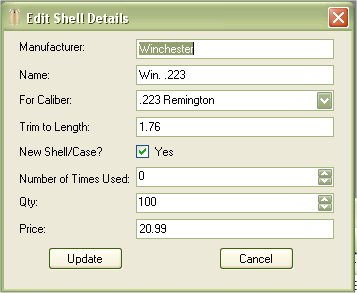 Edit Shell Details
Manufacturer: Winchester
Name: Win. .223
For Caliber: .223 Remington
Trim to Length: 1.76
New Shell/Case? Yes
Number of Times Used: 0
Qty: 100
Price: 20.99
Update Cancel